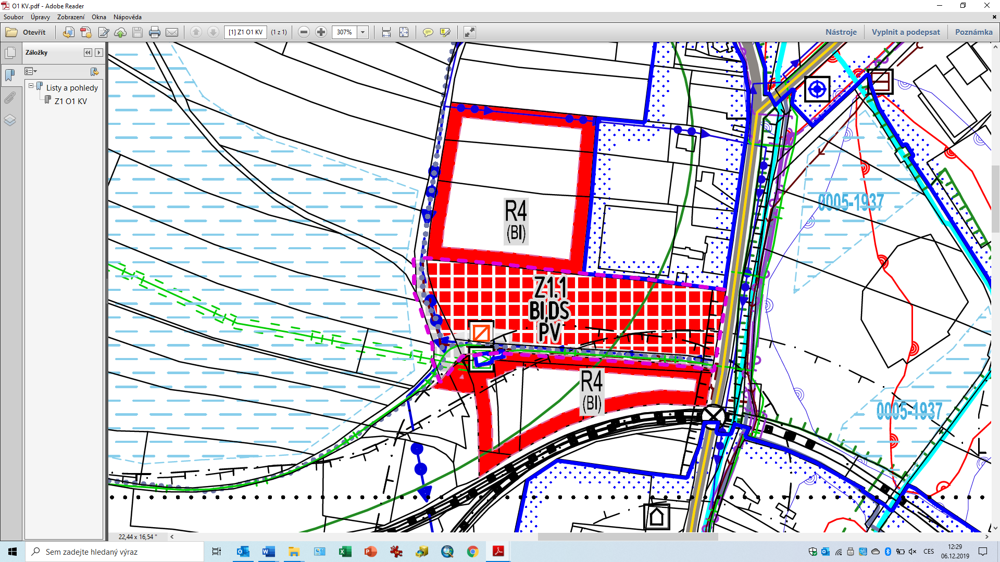 O1 KV.pdf - Adobe Reader
Soubor Úpravy Zobrazení Okna Nápověda
Otevřít
[1] Z1 O1 KV
(1 z 1)
307%
Nástroje
Vyplnit a podepsat
Poznámka
Záložky
Listy a pohledy
Z1 O1 KV
R4
(BI)
0005-1937
Z1.1
BI,DS
PV
R4
(BI)
0005-1937
22,44 x 16,54 "
Sem zadejte hledaný výraz
CES
12:29
06.12.2019